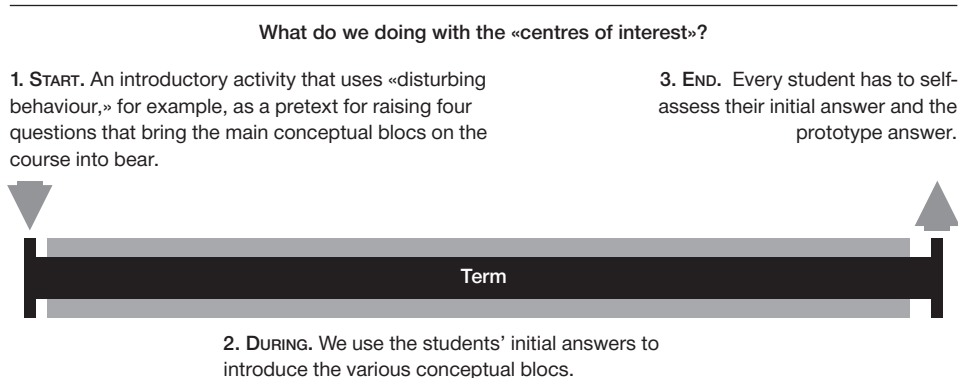 What do we doing with the «centres of interest»?
1. START. An introductory activity that uses «disturbing
behaviour,» for example, as a pretext for raising four
questions that bring the main conceptual blocs on the
course into bear.
3. END. Every student has to self-
assess their initial answer and the
prototype answer.
Term
2. DURING. We use the students’ initial answers to
introduce the various conceptual blocs.